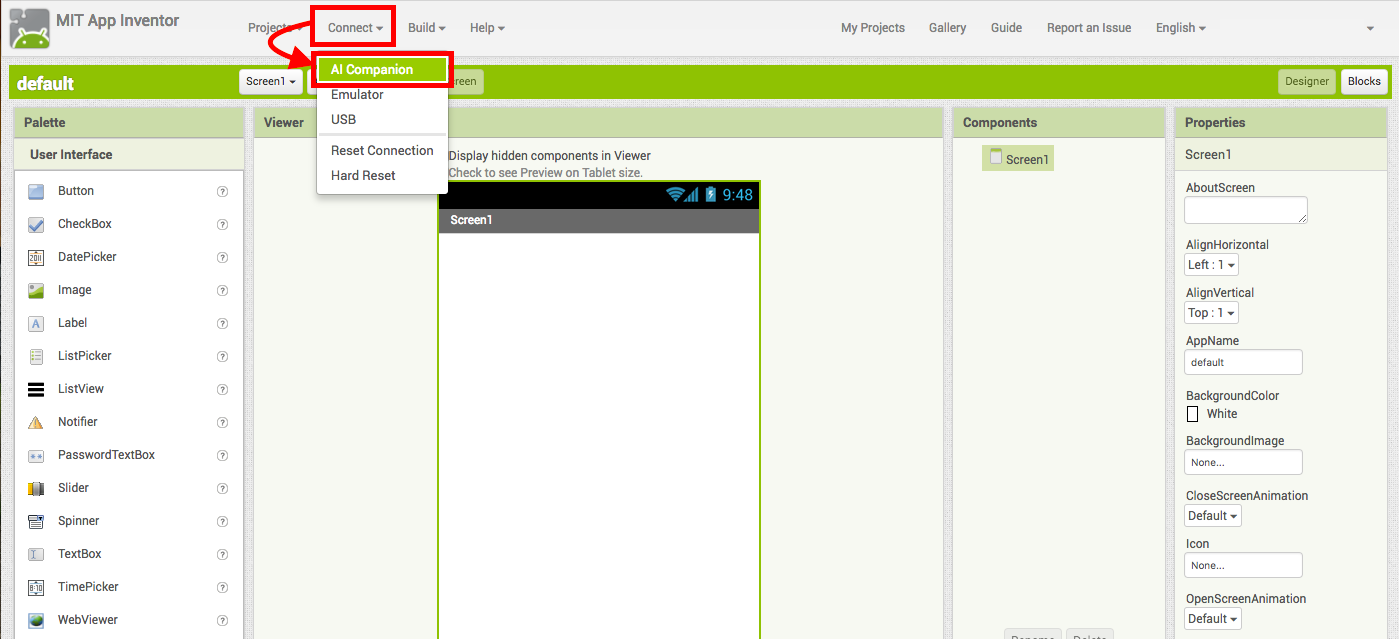 MIT App Inventor
Projects Connect Build Help My Projects Gallery Guide Report an Issue English
default
Screen1
Designer Blocks
AI Companion
Emulator
USB
Reset Connection
Hard Reset
Palette
User Interface
Button
CheckBox
DatePicker
Image
Label
ListPicker
ListView
Notifier
PasswordTextBox
Slider
Spinner
TextBox
TimePicker
WebViewer
Viewer
Display hidden components in Viewer
Check to see Preview on Tablet size.
9:48
Screen1
Components
Screen1
Rename Delete
Properties
Screen1
AboutScreen
AlignHorizontal
Left : 1
AlignVertical
Top : 1
AppName
default
BackgroundColor
White
BackgroundImage
None...
CloseScreenAnimation
Default
Icon
None...
OpenScreenAnimation
Default